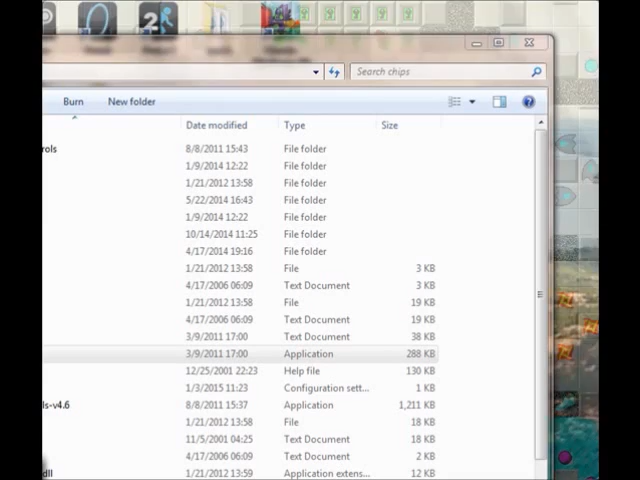 2
Search chips
Burn New folder
Date modified Type Size
rols 8/8/2011 15:43 File folder
1/9/2014 12:22 File folder
1/21/2012 13:58 File folder
5/22/2014 16:43 File folder
1/9/2014 12:22 File folder
10/14/2014 11:25 File folder
4/17/2014 19:16 File folder
1/21/2012 13:58 File 3 KB
4/17/2006 06:09 Text Document 3 KB
1/21/2012 13:58 File 19 KB
4/17/2006 06:09 Text Document 19 KB
3/9/2011 17:00 Text Document 38 KB
3/9/2011 17:00 Application 288 KB
12/25/2001 22:23 Help file 130 KB
1/3/2015 11:23 Configuration sett... 1 KB
ls-v4.6 8/8/2011 15:37 Application 1,211 KB
1/21/2012 13:58 File 18 KB
11/5/2001 04:25 Text Document 18 KB
4/17/2006 06:09 Text Document 2 KB
dll 1/21/2012 13:59 Application extens... 12 KB